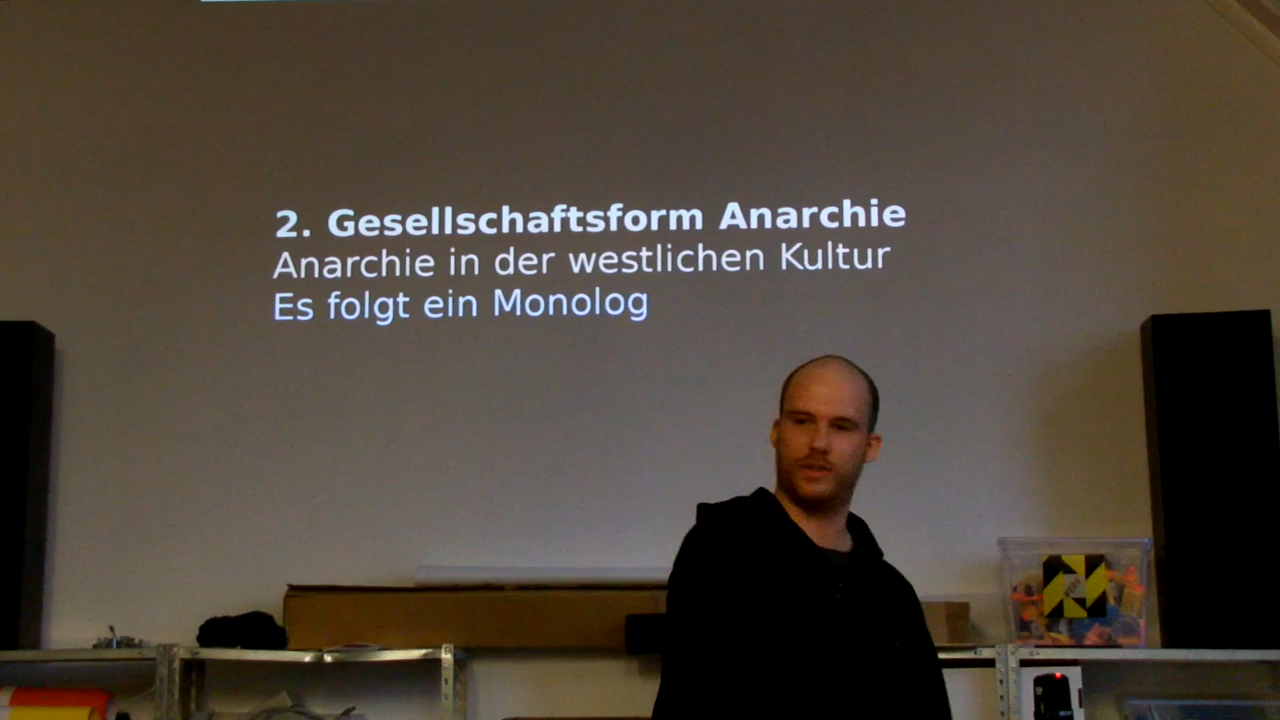 2. Gesellschaftsform Anarchie
Anarchie in der westlichen Kultur
Es folgt ein Monolog